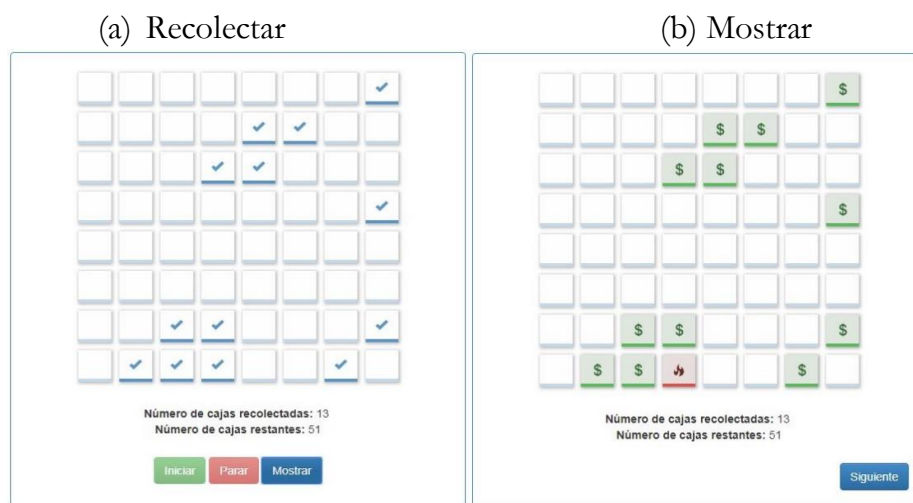 (a) Recolectar
(b) Mostrar
$
$ $
$ $
$
$ $ $
$ $ $
Número de cajas recolectadas: 13
Número de cajas restantes: 51
Iniciar Parar Mostrar
Número de cajas recolectadas: 13
Número de cajas restantes: 51
Siguiente